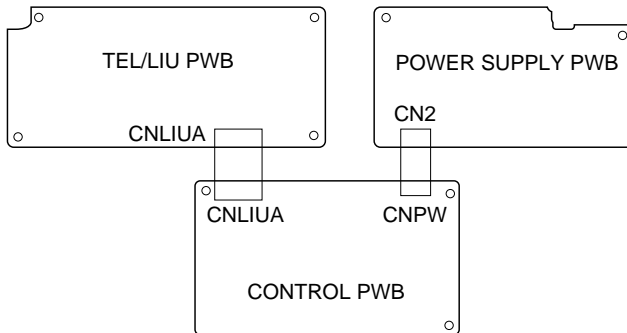 TEL/LIU PWB
POWER SUPPLY PWB
CNLIUA
CN2
CNLIUA
CNPW
CONTROL PWB